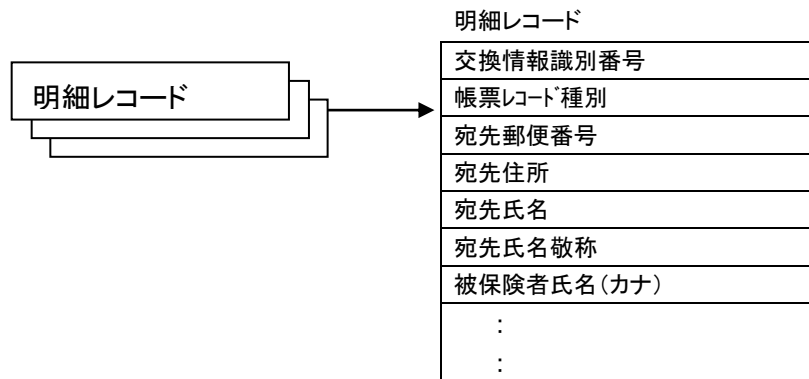 明細レコード
明細レコード
交換情報識別番号
帳票ﾚｺｰﾄﾞ種別
宛先郵便番号
宛先住所
宛先氏名
宛先氏名敬称
被保険者氏名(カナ)
:
: